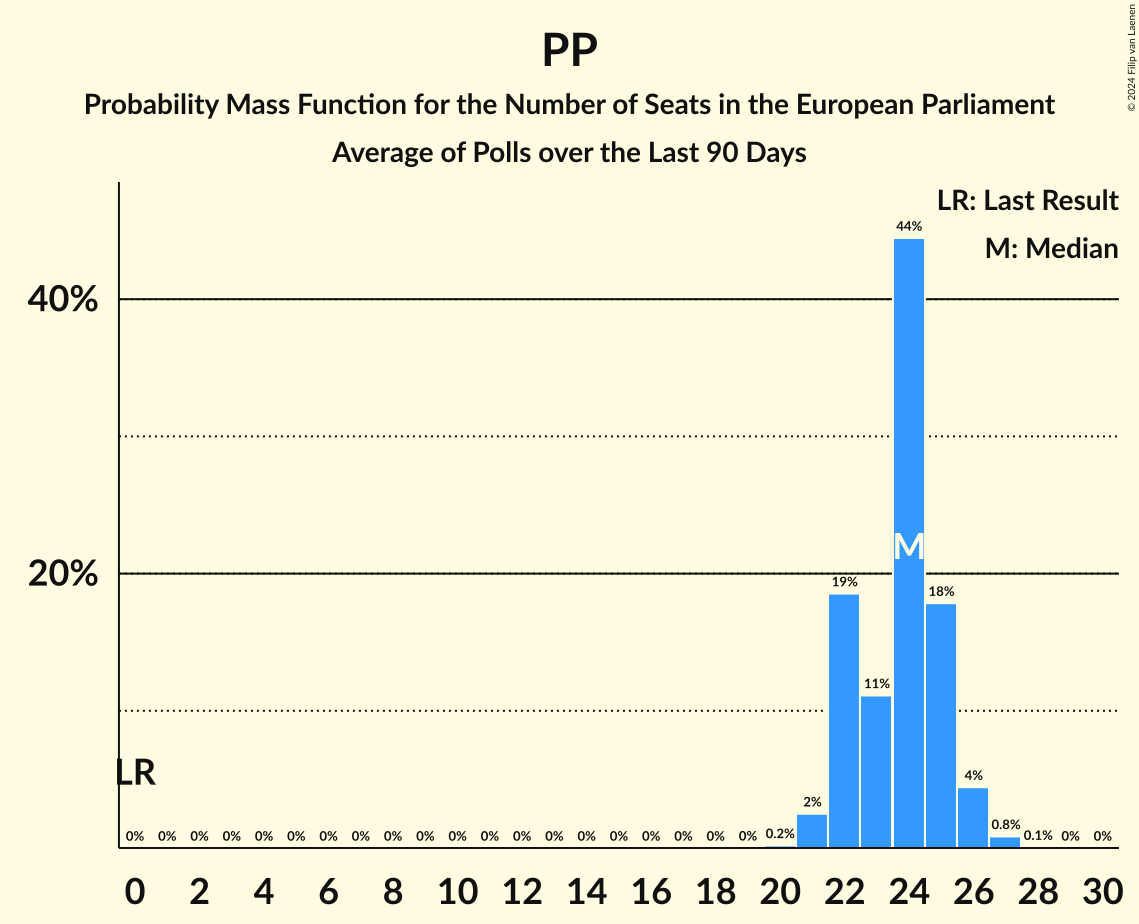 PP
Probability Mass Function for the Number of Seats in the European Parliament
Average of Polls over the Last 90 Days
© 2024 Filip van Laenen
LR: Last Result
M: Median
44%
40%
M
20%
19%
18%
11%
LR
4%
2%
0.8%
0% 0% 0% 0% 0% 0% 0% 0% 0% 0% 0% 0% 0% 0% 0% 0% 0% 0% 0% 0% 0.2% 0.1% 0% 0%
0 2 4 6 8 10 12 14 16 18 20 22 24 26 28 30